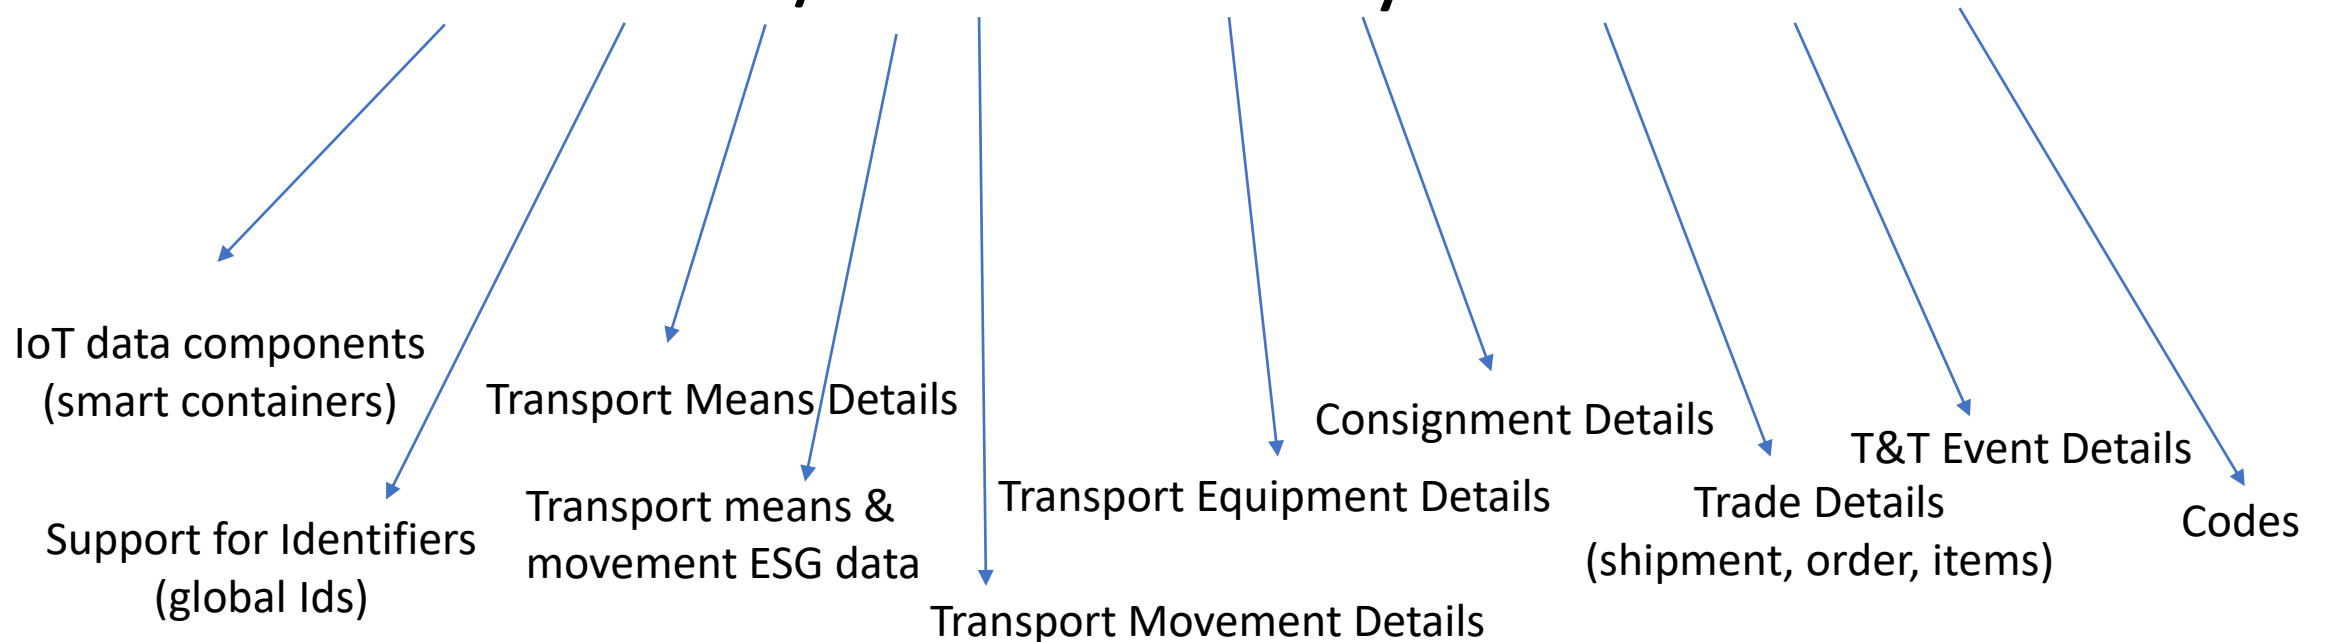 IoT data components
(smart containers)
Support for Identifiers
(global Ids)
Transport Means Details
Transport means &
movement ESG data
Transport Movement Details
Transport Equipment Details
Consignment Details
Trade Details
(shipment, order, items)
T&T Event Details
Codes